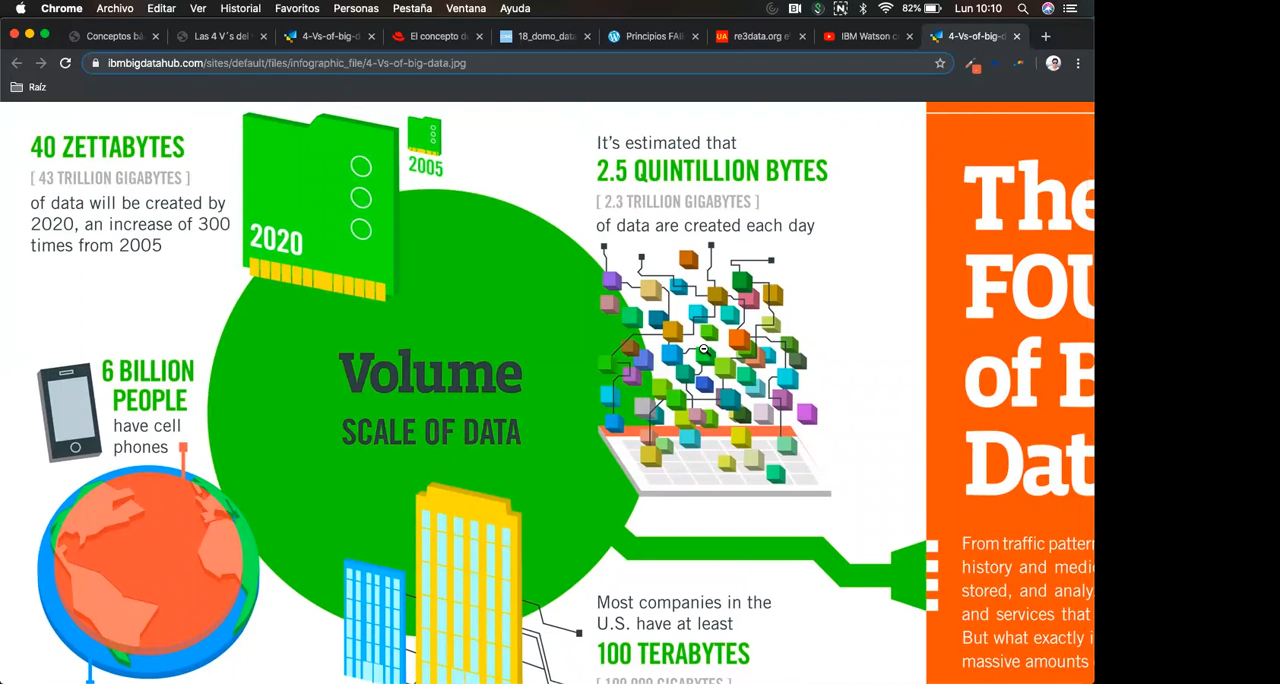 Chrome Archivo Editar Ver Historial Favoritos Personas Pestaña Ventana Ayuda 82% Lun 10:10
Conceptos bá Las 4 V´s del 4-Vs-of-big-d El concepto d 18_domo_data Principios FAI re3data.org e IBM Watson c 4-Vs-of-big-d
ibmbigdatahub.com/sites/default/files/infographic_file/4-Vs-of-big-data.jpg
Raíz
40 ZETTABYTES
[ 43 TRILLION GIGABYTES ]
of data will be created by
2020, an increase of 300
times from 2005
2005
2020
It’s estimated that
2.5 QUINTILLION BYTES
[ 2.3 TRILLION GIGABYTES ]
of data are created each day
6 BILLION
PEOPLE
have cell
phones
Volume
SCALE OF DATA
Most companies in the
U.S. have at least
100 TERABYTES
The
FOU
of B
Dat
From traffic pattern
history and medi
stored, and analy
and services that
But what exactly i
massive amounts